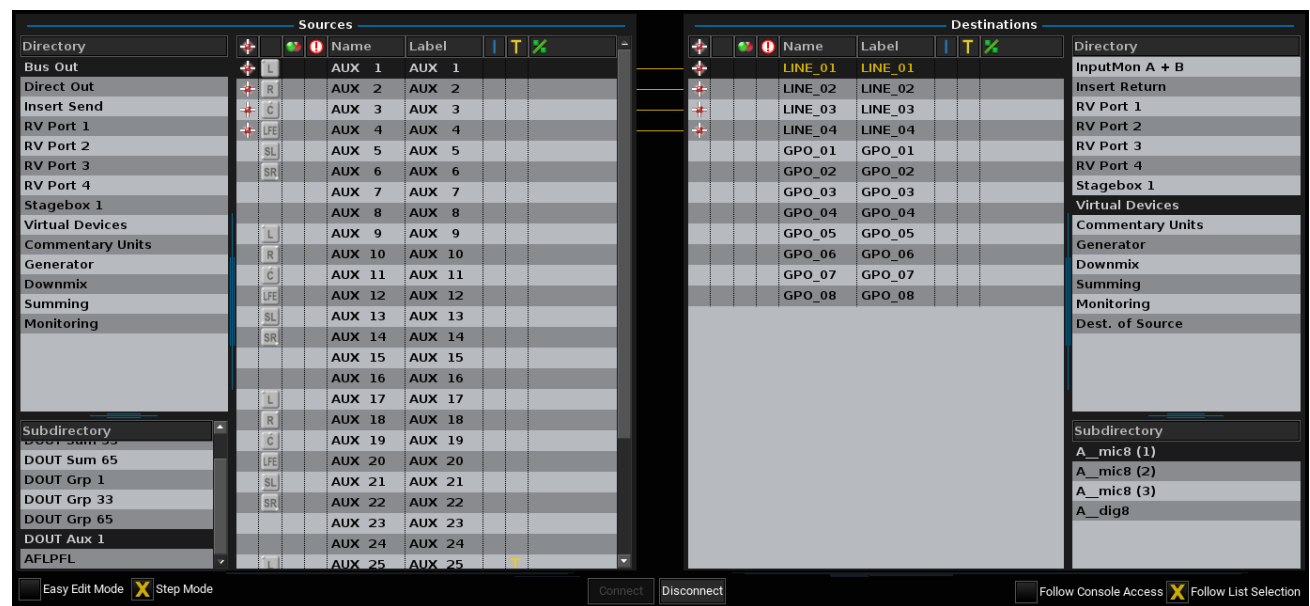 Sources
Destinations
Directory
Name Label T
Name Label T
Directory
Bus Out
Direct Out
Insert Send
RV Port 1
RV Port 2
RV Port 3
RV Port 4
Stagebox 1
Virtual Devices
Commentary Units
Generator
Downmix
Summing
Monitoring
Subdirectory
DOUT Sum 65
DOUT Grp 1
DOUT Grp 33
DOUT Grp 65
DOUT Aux 1
AFLPFL
L AUX 1 AUX 1
R AUX 2 AUX 2
C AUX 3 AUX 3
LFE AUX 4 AUX 4
SL AUX 5 AUX 5
SR AUX 6 AUX 6
AUX 7 AUX 7
AUX 8 AUX 8
L AUX 9 AUX 9
R AUX 10 AUX 10
C AUX 11 AUX 11
LFE AUX 12 AUX 12
SL AUX 13 AUX 13
SR AUX 14 AUX 14
AUX 15 AUX 15
AUX 16 AUX 16
L AUX 17 AUX 17
R AUX 18 AUX 18
C AUX 19 AUX 19
LFE AUX 20 AUX 20
SL AUX 21 AUX 21
SR AUX 22 AUX 22
AUX 23 AUX 23
AUX 24 AUX 24
L AUX 25 AUX 25 T
LINE_01 LINE_01
LINE_02 LINE_02
LINE_03 LINE_03
LINE_04 LINE_04
GPO_01 GPO_01
GPO_02 GPO_02
GPO_03 GPO_03
GPO_04 GPO_04
GPO_05 GPO_05
GPO_06 GPO_06
GPO_07 GPO_07
GPO_08 GPO_08
InputMon A + B
Insert Return
RV Port 1
RV Port 2
RV Port 3
RV Port 4
Stagebox 1
Virtual Devices
Commentary Units
Generator
Downmix
Summing
Monitoring
Dest. of Source
Subdirectory
A__mic8 (1)
A__mic8 (2)
A__mic8 (3)
A__dig8
Easy Edit Mode X Step Mode
Connect Disconnect
Follow Console Access X Follow List Selection